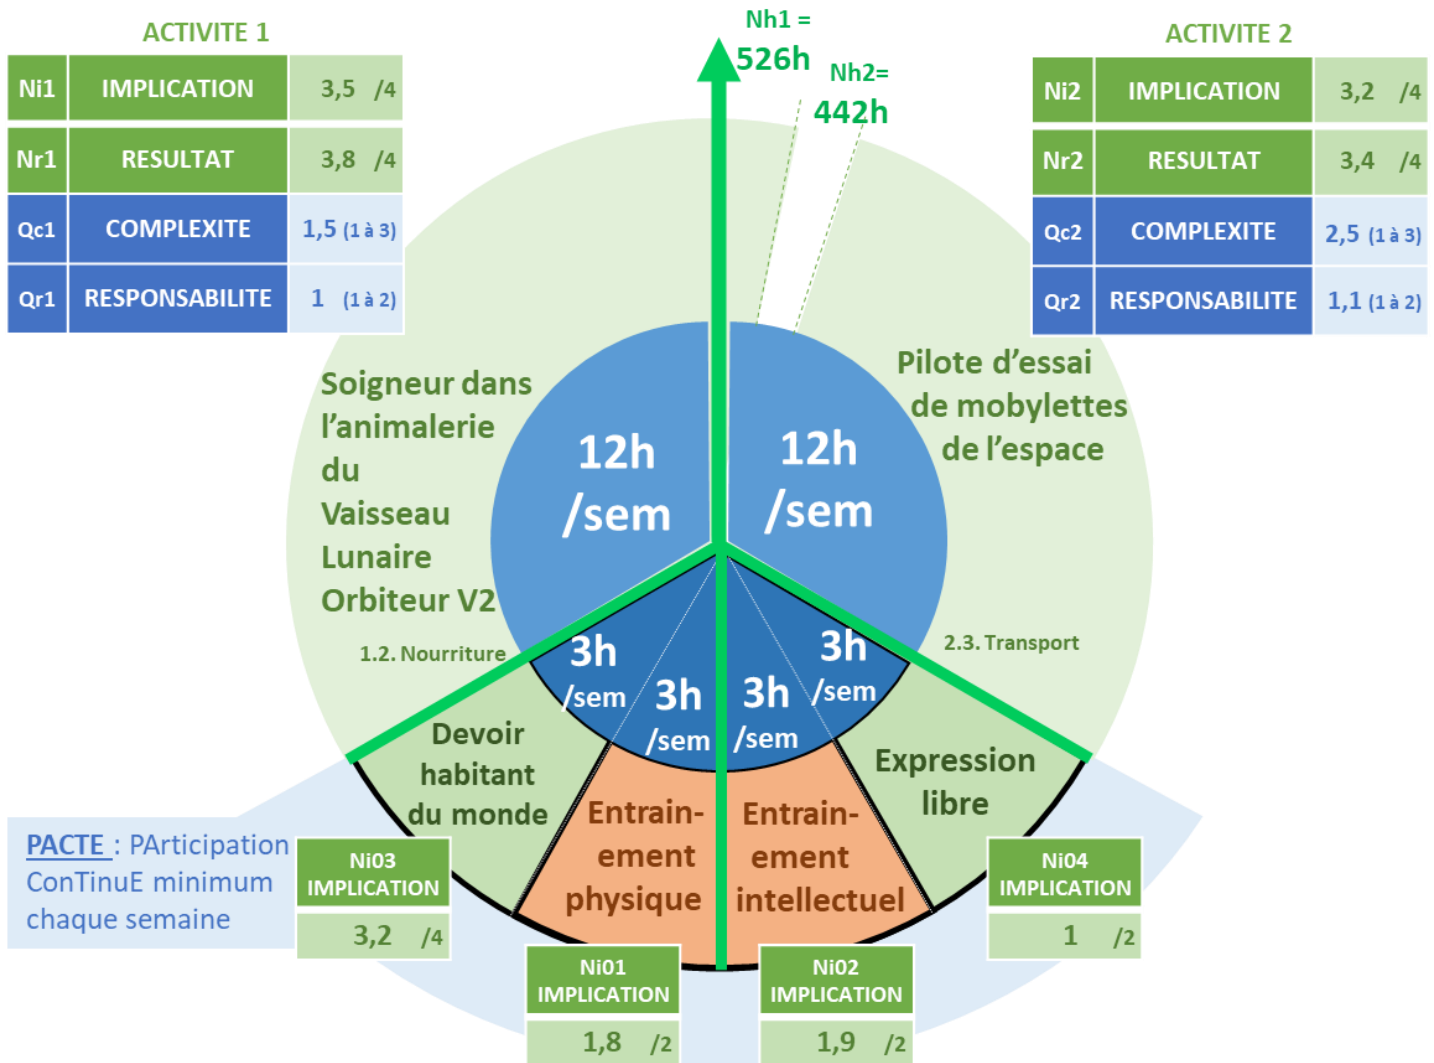 ACTIVITE 1
Ni1 IMPLICATION 3,5 /4
Nr1 RESULTAT 3,8 /4
Qc1 COMPLEXITE 1,5 (1 à 3)
Qr1 RESPONSABILITE 1 (1 à 2)
Nh1 =
526h
Nh2=
442h
ACTIVITE 2
Ni2 IMPLICATION 3,2 /4
Nr2 RESULTAT 3,4 /4
Qc2 COMPLEXITE 2,5 (1 à 3)
Qr2 RESPONSABILITE 1,1 (1 à 2)
Soigneur dans
l’animalerie
du
Vaisseau
Lunaire
Orbiteur V2
1.2. Nourriture
12h
/sem
12h
/sem
Pilote d’essai
de mobylettes
de l’espace
2.3. Transport
3h
/sem
3h
/sem
3h
/sem
3h
/sem
Devoir
habitant
du monde
Entrain-
ement
physique
Entrain-
ement
intellectuel
Expression
libre
PACTE : PArticipation
ConTinuE minimum
chaque semaine
Ni03
IMPLICATION
3,2 /4
Ni01
IMPLICATION
1,8 /2
Ni02
IMPLICATION
1,9 /2
Ni04
IMPLICATION
1 /2